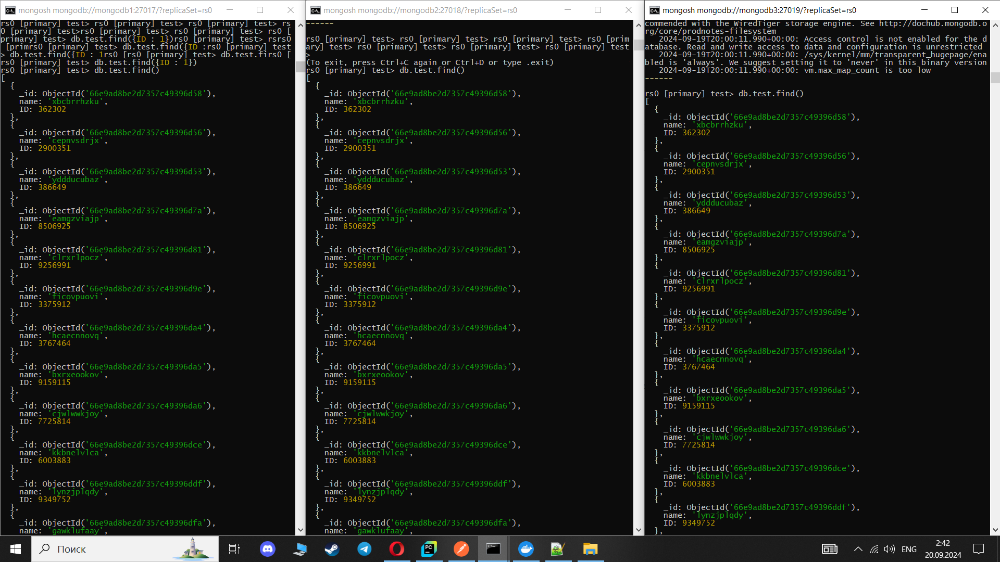 mongosh mongodb://mongodb1:27017/?replicaSet=rs0
rs0 [primary] test> rs0 [primary] test> rs0 [primary] test> rs
0 [primary] test>rs0 [primary] test> rs0 [primary] test> rs0 [
primary] test> db.test.find({ID : 1})rs0 [primary] test> rsrs0
 [primrs0 [primary] test> db.test.find({ID :rs0 [primary] test
> db.test.find({ID : 1rs0 [rs0 [primary] test> db.test.firs0 [
rs0 [primary] test> db.test.find({ID : 1})
rs0 [primary] test> db.test.find()
[
  {
    _id: ObjectId('66e9ad8be2d7357c49396d58'),
    name: 'xbcbrrhzku',
    ID: 362302
  },
  {
    _id: ObjectId('66e9ad8be2d7357c49396d56'),
    name: 'cepnvsdrjx',
    ID: 2900351
  },
  {
    _id: ObjectId('66e9ad8be2d7357c49396d53'),
    name: 'yddducubaz',
    ID: 386649
  },
  {
    _id: ObjectId('66e9ad8be2d7357c49396d7a'),
    name: 'eamgzviajp',
    ID: 8506925
  },
  {
    _id: ObjectId('66e9ad8be2d7357c49396d81'),
    name: 'clrxrlpocz',
    ID: 9256991
  },
  {
    _id: ObjectId('66e9ad8be2d7357c49396d9e'),
    name: 'ficovpuovi',
    ID: 3375912
  },
  {
    _id: ObjectId('66e9ad8be2d7357c49396da4'),
    name: 'hcaecnnovq',
    ID: 3767464
  },
  {
    _id: ObjectId('66e9ad8be2d7357c49396da5'),
    name: 'bxrxeookov',
    ID: 9159115
  },
  {
    _id: ObjectId('66e9ad8be2d7357c49396da6'),
    name: 'cjwlwwkjoy',
    ID: 7725814
  },
  {
    _id: ObjectId('66e9ad8be2d7357c49396dce'),
    name: 'kkbnelvlca',
    ID: 6003883
  },
  {
    _id: ObjectId('66e9ad8be2d7357c49396ddf'),
    name: 'lynzjplqdy',
    ID: 9349752
  },
  {
    _id: ObjectId('66e9ad8be2d7357c49396dfa'),
    name: 'gawklufaay',
mongosh mongodb://mongodb2:27018/?replicaSet=rs0
------
rs0 [primary] test> rs0 [primary] test> rs0 [primary] test> rs0 [prim
ary] test> rs0 [primary] test> rs0 [primary] test> rs0 [primary] test
>
(To exit, press Ctrl+C again or Ctrl+D or type .exit)
rs0 [primary] test> db.test.find()
[
  {
    _id: ObjectId('66e9ad8be2d7357c49396d58'),
    name: 'xbcbrrhzku',
    ID: 362302
  },
  {
    _id: ObjectId('66e9ad8be2d7357c49396d56'),
    name: 'cepnvsdrjx',
    ID: 2900351
  },
  {
    _id: ObjectId('66e9ad8be2d7357c49396d53'),
    name: 'yddducubaz',
    ID: 386649
  },
  {
    _id: ObjectId('66e9ad8be2d7357c49396d7a'),
    name: 'eamgzviajp',
    ID: 8506925
  },
  {
    _id: ObjectId('66e9ad8be2d7357c49396d81'),
    name: 'clrxrlpocz',
    ID: 9256991
  },
  {
    _id: ObjectId('66e9ad8be2d7357c49396d9e'),
    name: 'ficovpuovi',
    ID: 3375912
  },
  {
    _id: ObjectId('66e9ad8be2d7357c49396da4'),
    name: 'hcaecnnovq',
    ID: 3767464
  },
  {
    _id: ObjectId('66e9ad8be2d7357c49396da5'),
    name: 'bxrxeookov',
    ID: 9159115
  },
  {
    _id: ObjectId('66e9ad8be2d7357c49396da6'),
    name: 'cjwlwwkjoy',
    ID: 7725814
  },
  {
    _id: ObjectId('66e9ad8be2d7357c49396dce'),
    name: 'kkbnelvlca',
    ID: 6003883
  },
  {
    _id: ObjectId('66e9ad8be2d7357c49396ddf'),
    name: 'lynzjplqdy',
    ID: 9349752
  },
  {
    _id: ObjectId('66e9ad8be2d7357c49396dfa'),
    name: 'gawklufaay',
mongosh mongodb://mongodb3:27019/?replicaSet=rs0
commended with the WiredTiger storage engine. See http://dochub.mongodb.o
rg/core/prodnotes-filesystem
   2024-09-19T20:00:11.990+00:00: Access control is not enabled for the d
atabase. Read and write access to data and configuration is unrestricted
   2024-09-19T20:00:11.990+00:00: /sys/kernel/mm/transparent_hugepage/ena
bled is 'always'. We suggest setting it to 'never' in this binary version
   2024-09-19T20:00:11.990+00:00: vm.max_map_count is too low
------
rs0 [primary] test> db.test.find()
[
  {
    _id: ObjectId('66e9ad8be2d7357c49396d58'),
    name: 'xbcbrrhzku',
    ID: 362302
  },
  {
    _id: ObjectId('66e9ad8be2d7357c49396d56'),
    name: 'cepnvsdrjx',
    ID: 2900351
  },
  {
    _id: ObjectId('66e9ad8be2d7357c49396d53'),
    name: 'yddducubaz',
    ID: 386649
  },
  {
    _id: ObjectId('66e9ad8be2d7357c49396d7a'),
    name: 'eamgzviajp',
    ID: 8506925
  },
  {
    _id: ObjectId('66e9ad8be2d7357c49396d81'),
    name: 'clrxrlpocz',
    ID: 9256991
  },
  {
    _id: ObjectId('66e9ad8be2d7357c49396d9e'),
    name: 'ficovpuovi',
    ID: 3375912
  },
  {
    _id: ObjectId('66e9ad8be2d7357c49396da4'),
    name: 'hcaecnnovq',
    ID: 3767464
  },
  {
    _id: ObjectId('66e9ad8be2d7357c49396da5'),
    name: 'bxrxeookov',
    ID: 9159115
  },
  {
    _id: ObjectId('66e9ad8be2d7357c49396da6'),
    name: 'cjwlwwkjoy',
    ID: 7725814
  },
  {
    _id: ObjectId('66e9ad8be2d7357c49396dce'),
    name: 'kkbnelvlca',
    ID: 6003883
  },
  {
    _id: ObjectId('66e9ad8be2d7357c49396ddf'),
    name: 'lynzjplqdy',
    ID: 9349752
  },
Поиск
PC
ENG
2:42
20.09.2024